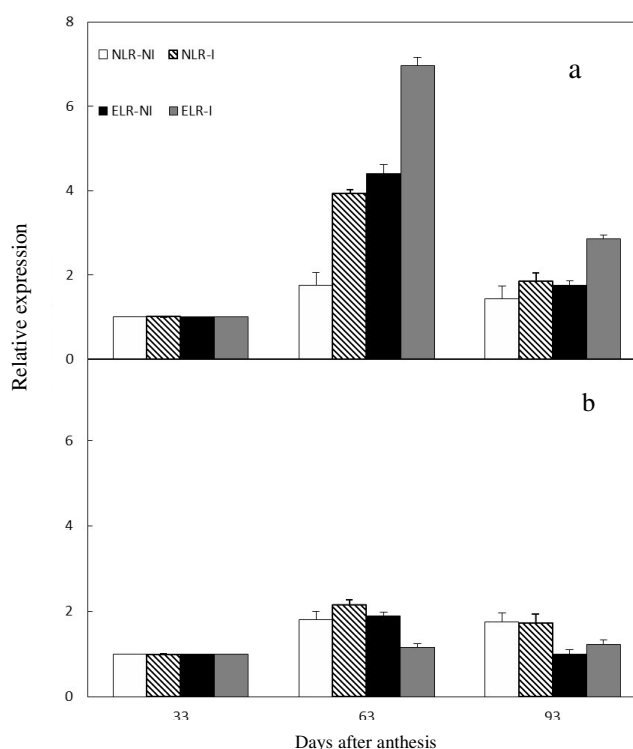 8
a
NLR-NI NLR-I
ELR-NI ELR-I
6
4
2
0
Relative expression
b
6
4
2
0
33 63 93
Days after anthesis